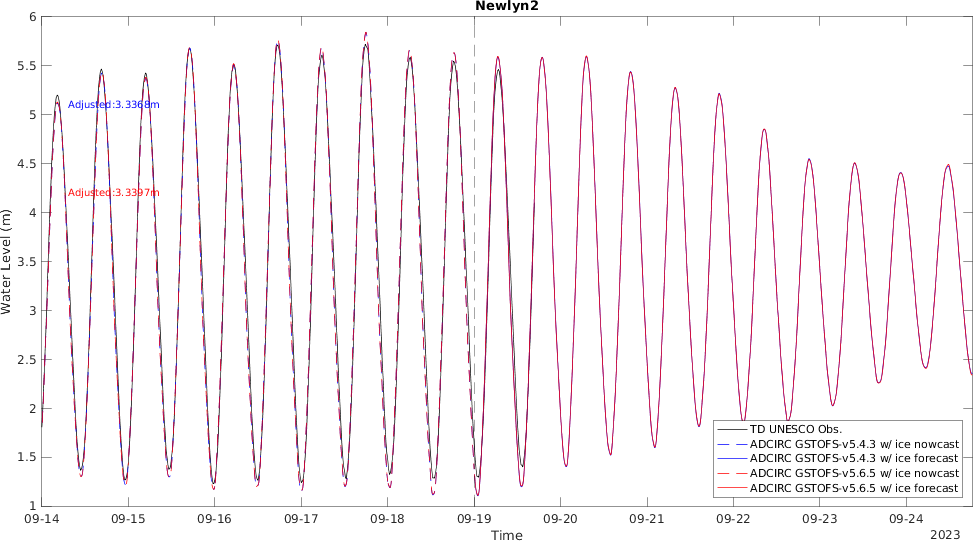 Newlyn2
6
5.5
5
4.5
4
3.5
3
2.5
2
1.5
1
Water Level (m)
Adjusted:3.3368m
Adjusted:3.3397m
TD UNESCO Obs.
ADCIRC GSTOFS-v5.4.3 w/ ice nowcast
ADCIRC GSTOFS-v5.4.3 w/ ice forecast
ADCIRC GSTOFS-v5.6.5 w/ ice nowcast
ADCIRC GSTOFS-v5.6.5 w/ ice forecast
09-14 09-15 09-16 09-17 09-18 09-19 09-20 09-21 09-22 09-23 09-24
Time
2023